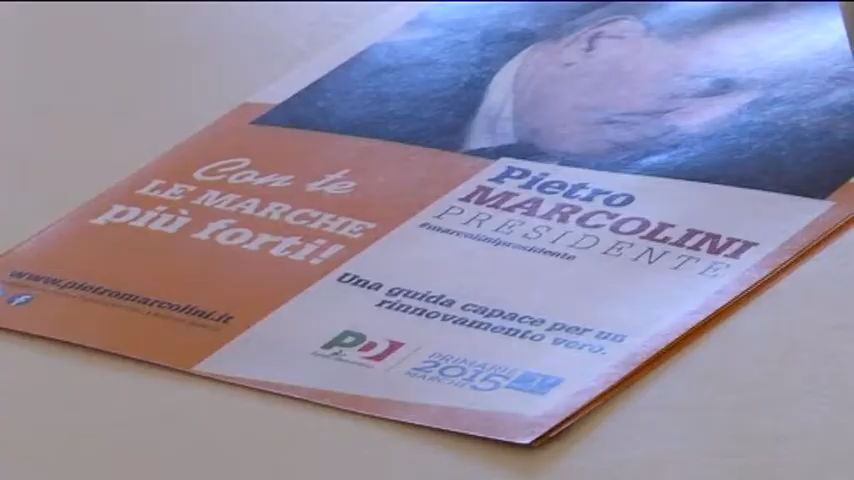 Con te
LE MARCHE
più forti!
www.pietromarcolini.it
Pietro
MARCOLINI
PRESIDENTE
#marcolinipresidente
Una guida capace per un
rinnovamento vero.
PD
PRIMARIE
2015
MARCHE